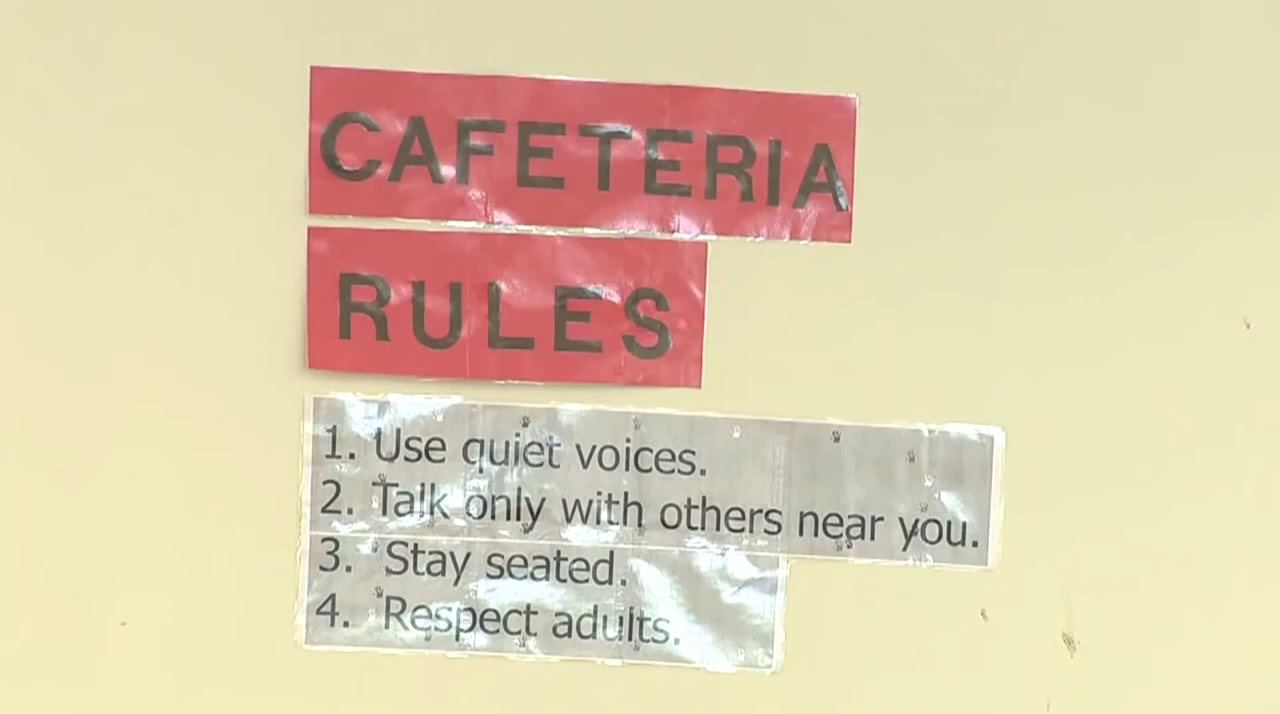 CAFETERIA
RULES
1. Use quiet voices.
2. Talk only with others near you.
3. Stay seated.
4. Respect adults.